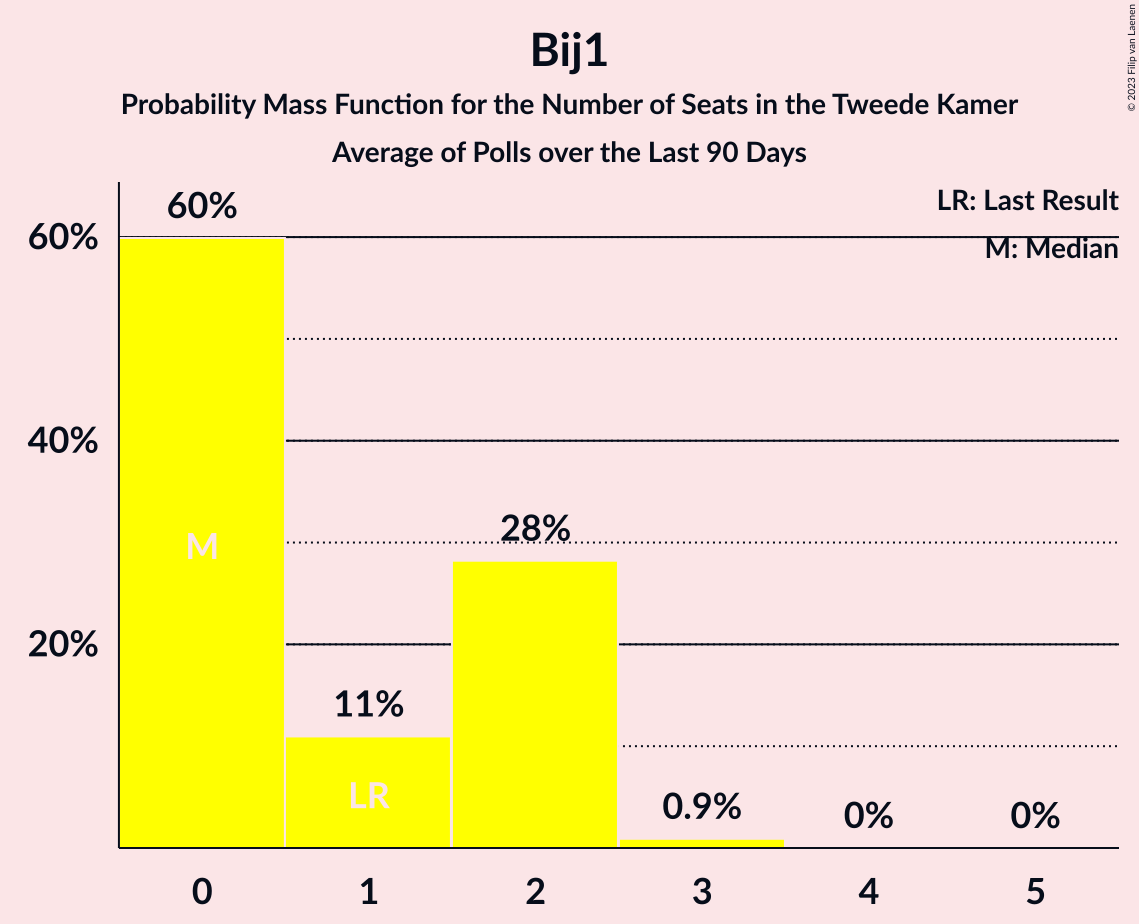 Bij1
Probability Mass Function for the Number of Seats in the Tweede Kamer
Average of Polls over the Last 90 Days
© 2023 Filip van Laenen
LR: Last Result
M: Median
60%
40%
20%
60%
11%
28%
0.9%
0%
0%
M
LR
0 1 2 3 4 5